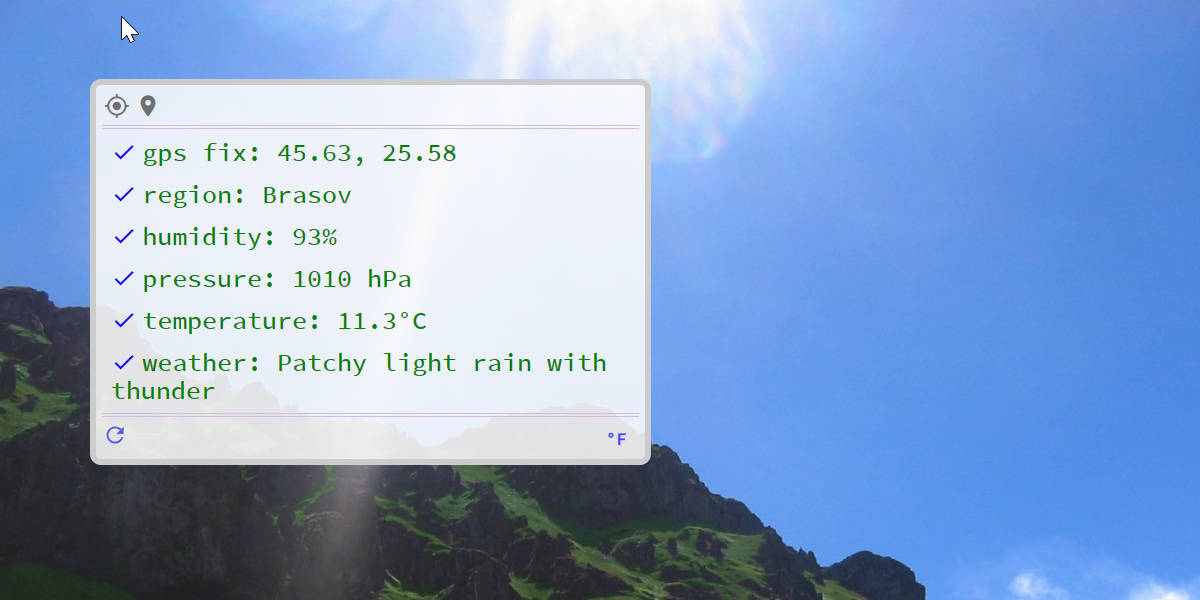 gps fix: 45.63, 25.58
region: Brasov
humidity: 93%
pressure: 1010 hPa
temperature: 11.3°C
weather: Patchy light rain with
thunder
°F